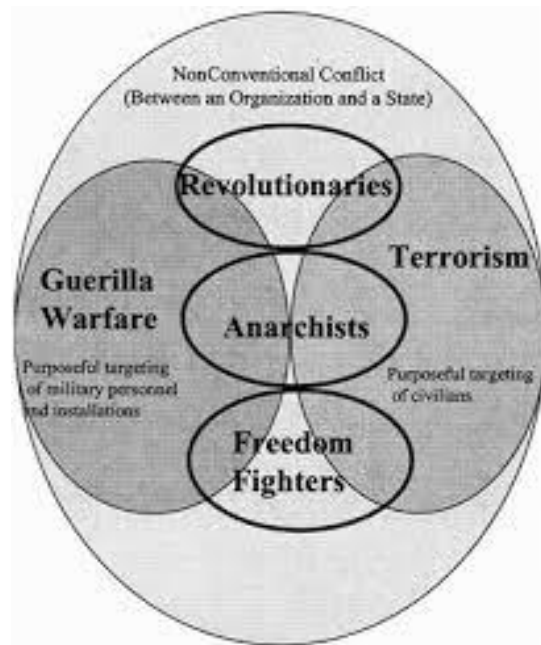 NonConventional Conflict
(Between an Organization and a State)
Revolutionaries
Guerilla
Warfare
Terrorism
Anarchists
Purposeful targeting
of military personnel
and installations
Purposeful targeting
of civilians
Freedom
Fighters